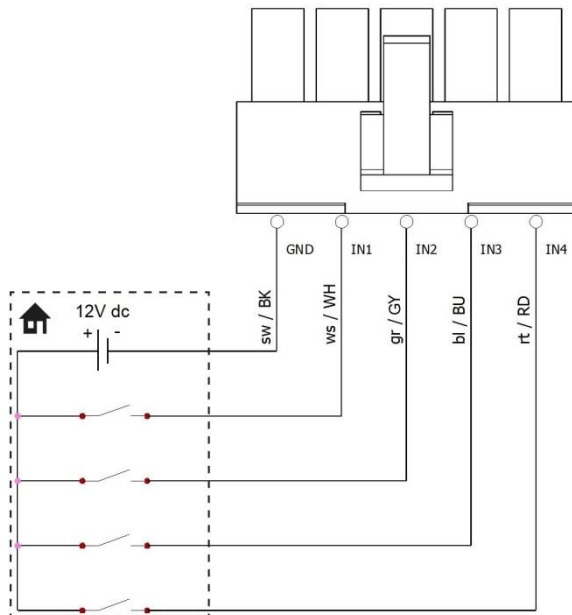 GND
IN1
IN2
IN3
IN4
sw / BK
ws / WH
gr / GY
bl / BU
rt / RD
12V dc
+ -